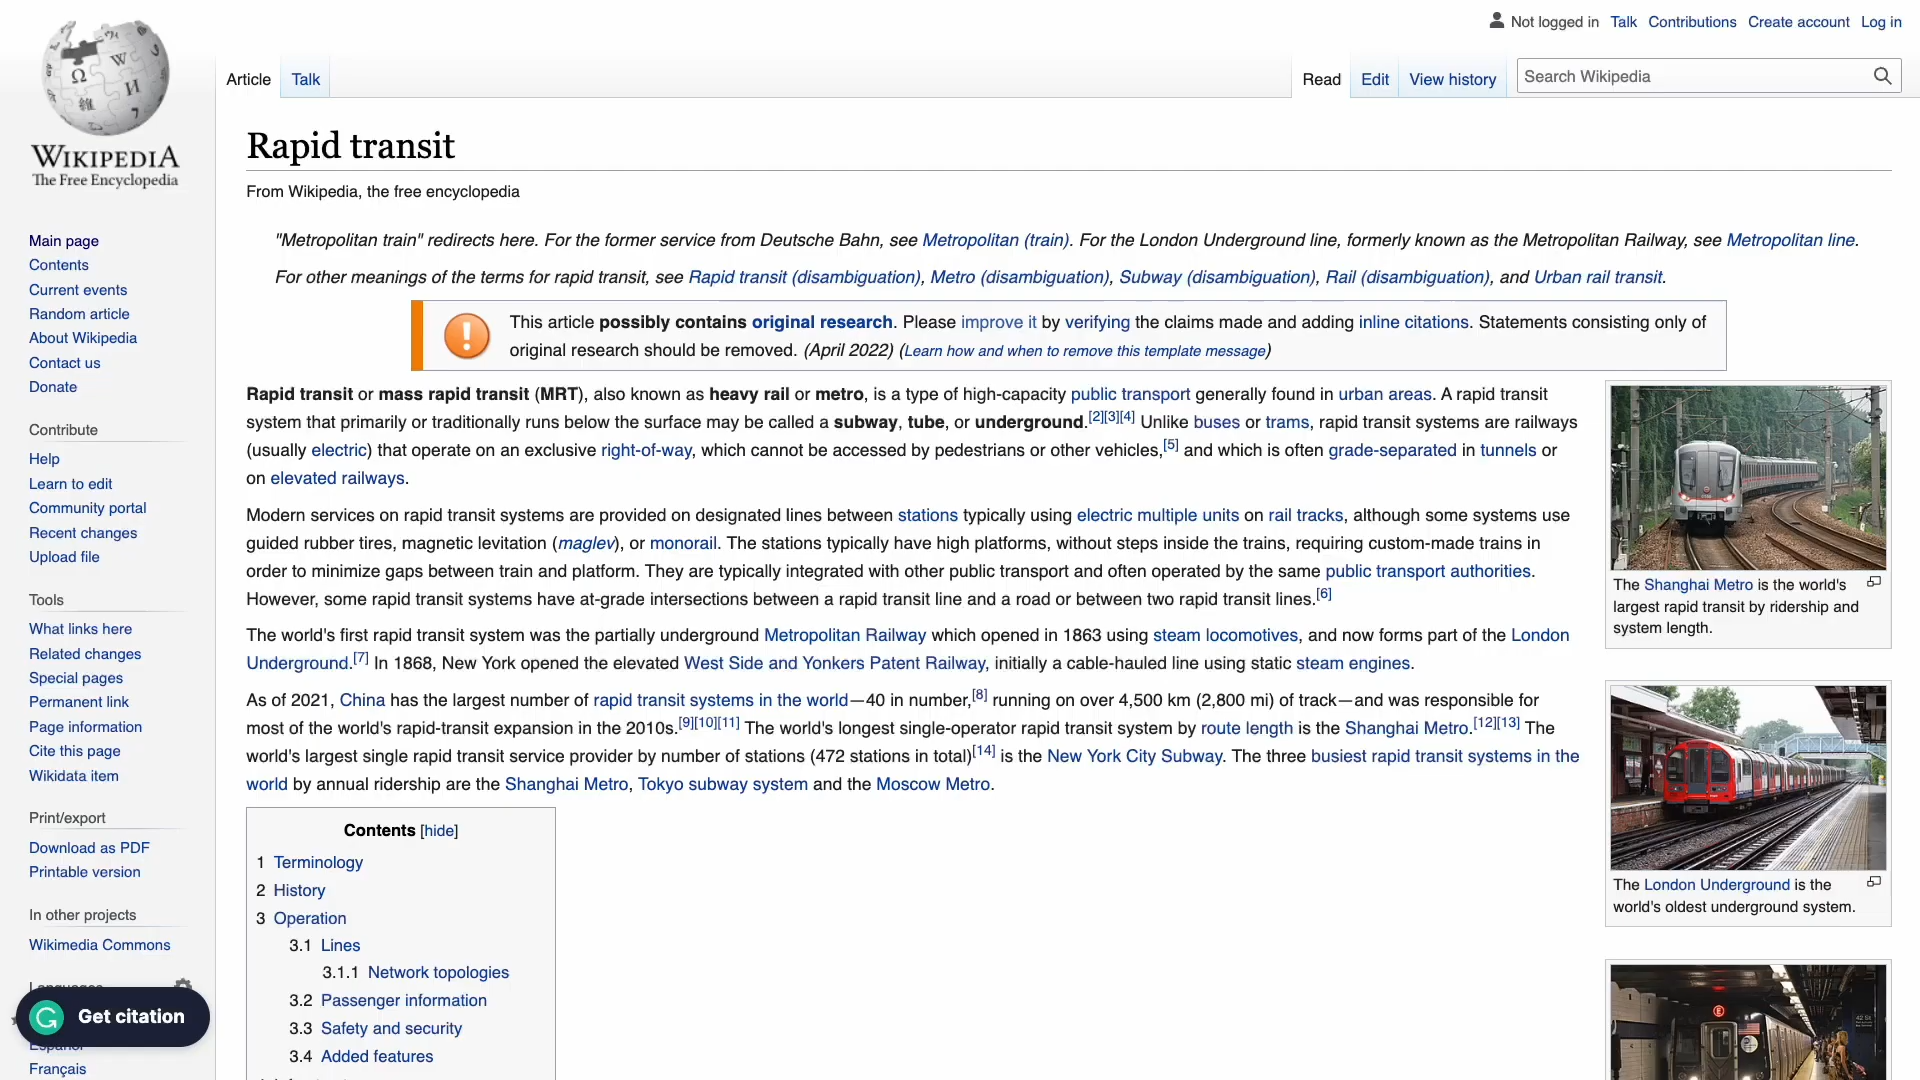 Not logged in Talk Contributions Create account Log in
Article Talk Read Edit View history Search Wikipedia
WIKIPEDIA
The Free Encyclopedia
Main page
Contents
Current events
Random article
About Wikipedia
Contact us
Donate
Contribute
Help
Learn to edit
Community portal
Recent changes
Upload file
Tools
What links here
Related changes
Special pages
Permanent link
Page information
Cite this page
Wikidata item
Print/export
Download as PDF
Printable version
In other projects
Wikimedia Commons
Languages
Get citation
Español
Français
Rapid transit
From Wikipedia, the free encyclopedia
"Metropolitan train" redirects here. For the former service from Deutsche Bahn, see Metropolitan (train). For the London Underground line, formerly known as the Metropolitan Railway, see Metropolitan line.
For other meanings of the terms for rapid transit, see Rapid transit (disambiguation), Metro (disambiguation), Subway (disambiguation), Rail (disambiguation), and Urban rail transit.
This article possibly contains original research. Please improve it by verifying the claims made and adding inline citations. Statements consisting only of
original research should be removed. (April 2022) (Learn how and when to remove this template message)
Rapid transit or mass rapid transit (MRT), also known as heavy rail or metro, is a type of high-capacity public transport generally found in urban areas. A rapid transit
system that primarily or traditionally runs below the surface may be called a subway, tube, or underground.[2][3][4] Unlike buses or trams, rapid transit systems are railways
(usually electric) that operate on an exclusive right-of-way, which cannot be accessed by pedestrians or other vehicles,[5] and which is often grade-separated in tunnels or
on elevated railways.
Modern services on rapid transit systems are provided on designated lines between stations typically using electric multiple units on rail tracks, although some systems use
guided rubber tires, magnetic levitation (maglev), or monorail. The stations typically have high platforms, without steps inside the trains, requiring custom-made trains in
order to minimize gaps between train and platform. They are typically integrated with other public transport and often operated by the same public transport authorities.
However, some rapid transit systems have at-grade intersections between a rapid transit line and a road or between two rapid transit lines.[6]
The world's first rapid transit system was the partially underground Metropolitan Railway which opened in 1863 using steam locomotives, and now forms part of the London
Underground.[7] In 1868, New York opened the elevated West Side and Yonkers Patent Railway, initially a cable-hauled line using static steam engines.
As of 2021, China has the largest number of rapid transit systems in the world—40 in number,[8] running on over 4,500 km (2,800 mi) of track—and was responsible for
most of the world's rapid-transit expansion in the 2010s.[9][10][11] The world's longest single-operator rapid transit system by route length is the Shanghai Metro.[12][13] The
world's largest single rapid transit service provider by number of stations (472 stations in total)[14] is the New York City Subway. The three busiest rapid transit systems in the
world by annual ridership are the Shanghai Metro, Tokyo subway system and the Moscow Metro.
Contents [hide]
1 Terminology
2 History
3 Operation
3.1 Lines
3.1.1 Network topologies
3.2 Passenger information
3.3 Safety and security
3.4 Added features
The Shanghai Metro is the world's
largest rapid transit by ridership and
system length.
The London Underground is the
world's oldest underground system.
E